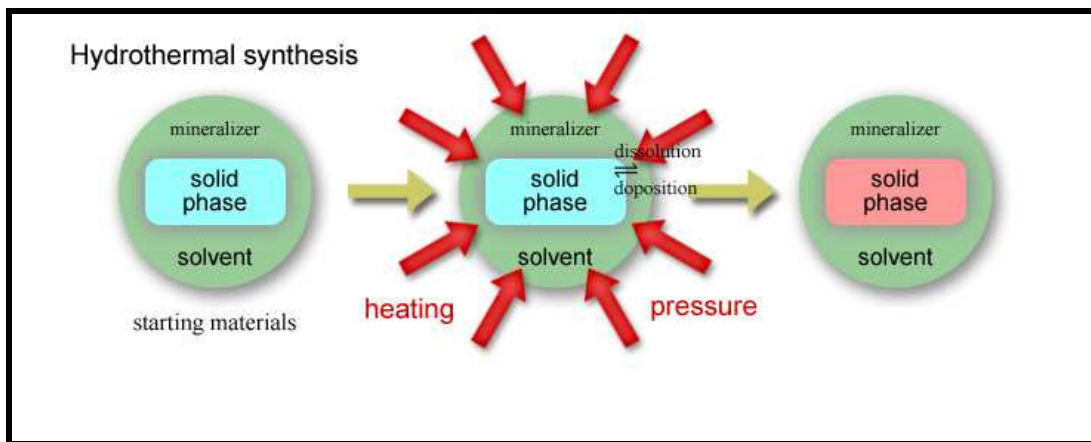 Hydrothermal synthesis
mineralizer
solid
phase
solvent
starting materials
mineralizer
dissolution
⇌
doposition
solid
phase
solvent
heating
pressure
mineralizer
solid
phase
solvent